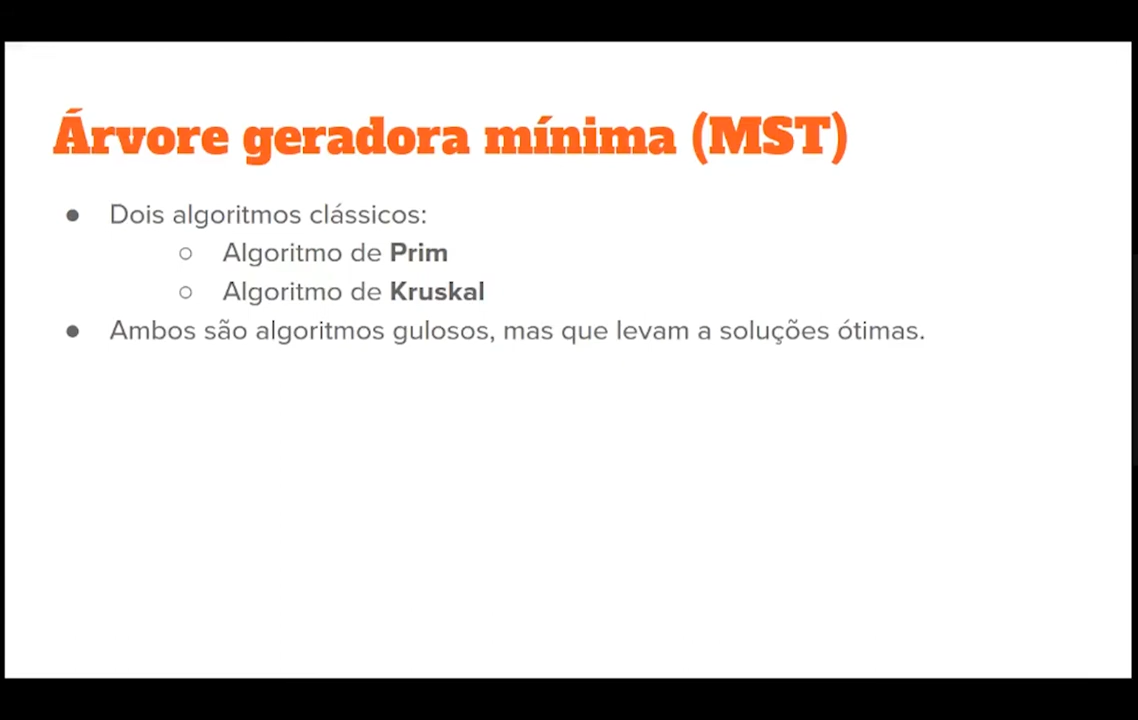 Árvore geradora mínima (MST)
● Dois algoritmos clássicos:
○ Algoritmo de Prim
○ Algoritmo de Kruskal
● Ambos são algoritmos gulosos, mas que levam a soluções ótimas.